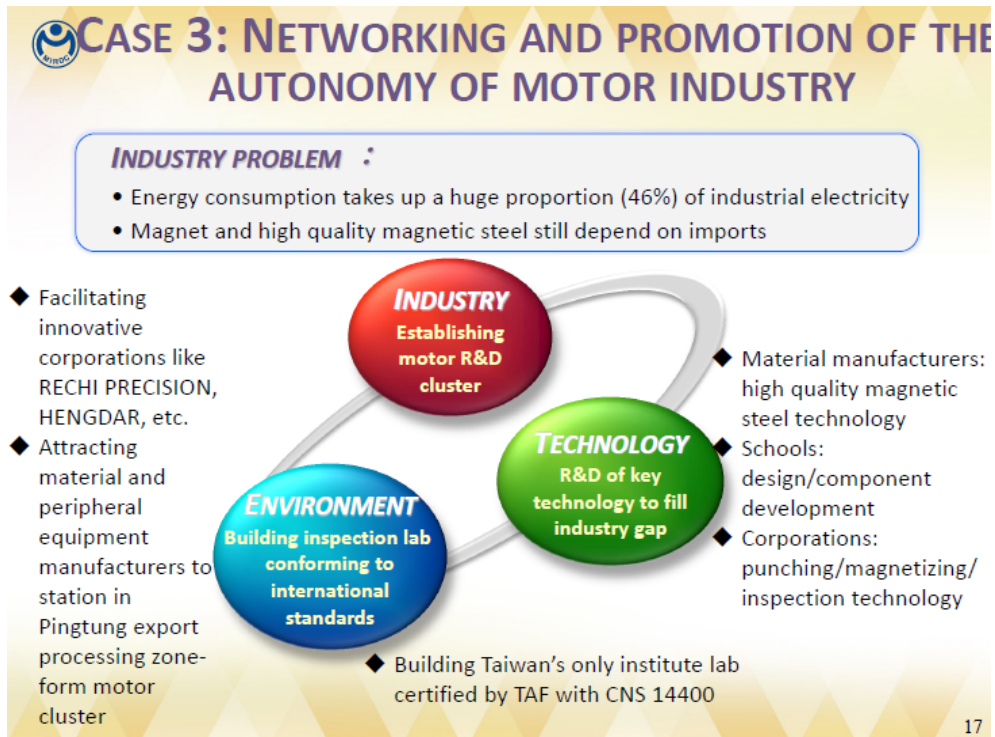 MIRDC
CASE 3: NETWORKING AND PROMOTION OF THE
AUTONOMY OF MOTOR INDUSTRY
INDUSTRY PROBLEM :
• Energy consumption takes up a huge proportion (46%) of industrial electricity
• Magnet and high quality magnetic steel still depend on imports
◆ Facilitating
innovative
corporations like
RECHI PRECISION,
HENGDAR, etc.
◆ Attracting
material and
peripheral
equipment
manufacturers to
station in
Pingtung export
processing zone-
form motor
cluster
INDUSTRY
Establishing
motor R&D
cluster
TECHNOLOGY
R&D of key
technology to fill
industry gap
ENVIRONMENT
Building inspection lab
conforming to
international
standards
◆ Material manufacturers:
high quality magnetic
steel technology
◆ Schools:
design/component
development
◆ Corporations:
punching/magnetizing/
inspection technology
◆ Building Taiwan's only institute lab
certified by TAF with CNS 14400
17